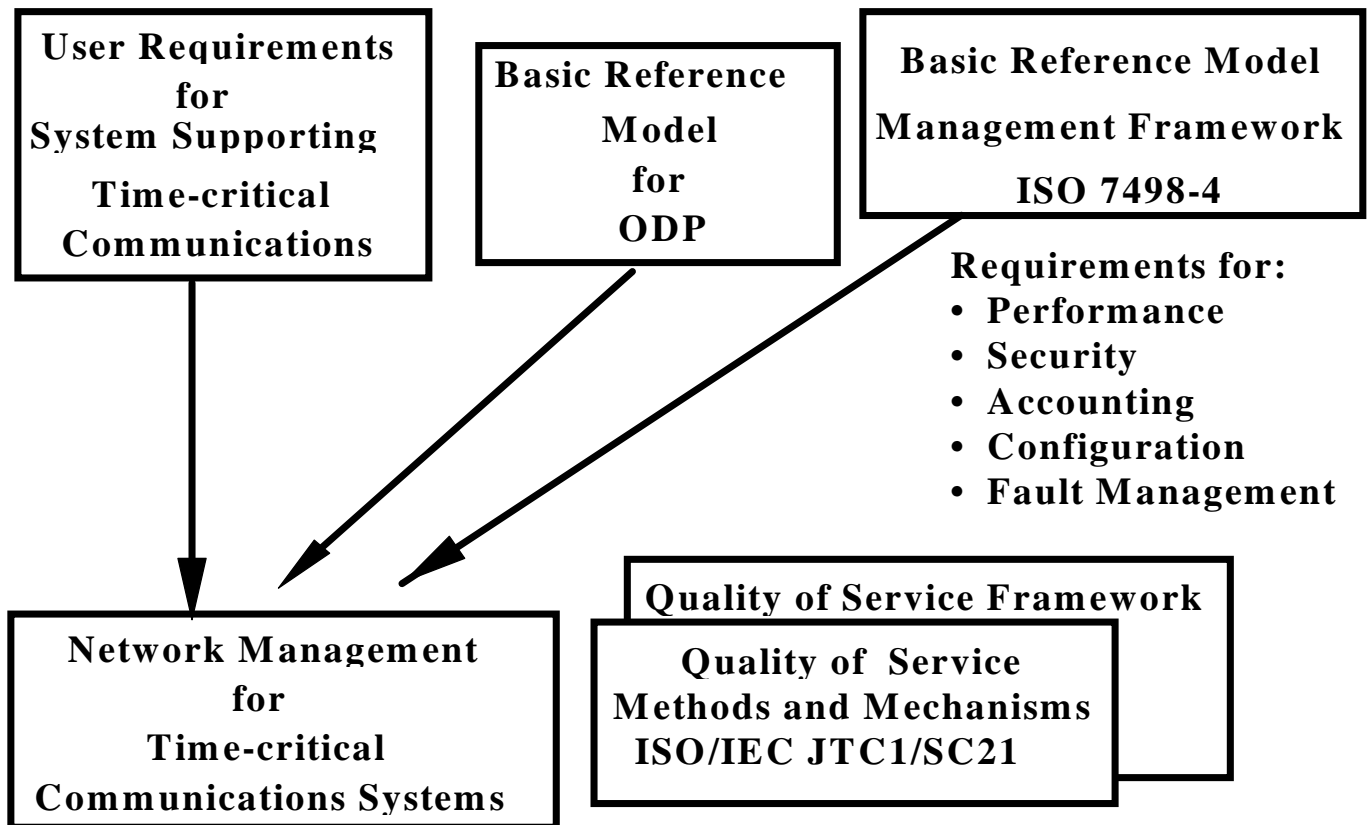 User Requirements
for
System Supporting
Time-critical
Communications
Basic Reference
Model
for
ODP
Basic Reference Model
Management Framework
ISO 7498-4
Requirements for:
• Performance
• Security
• Accounting
• Configuration
• Fault Management
Network Management
for
Time-critical
Communications Systems
Quality of Service Framework
Quality of Service
Methods and Mechanisms
ISO/IEC JTC1/SC21